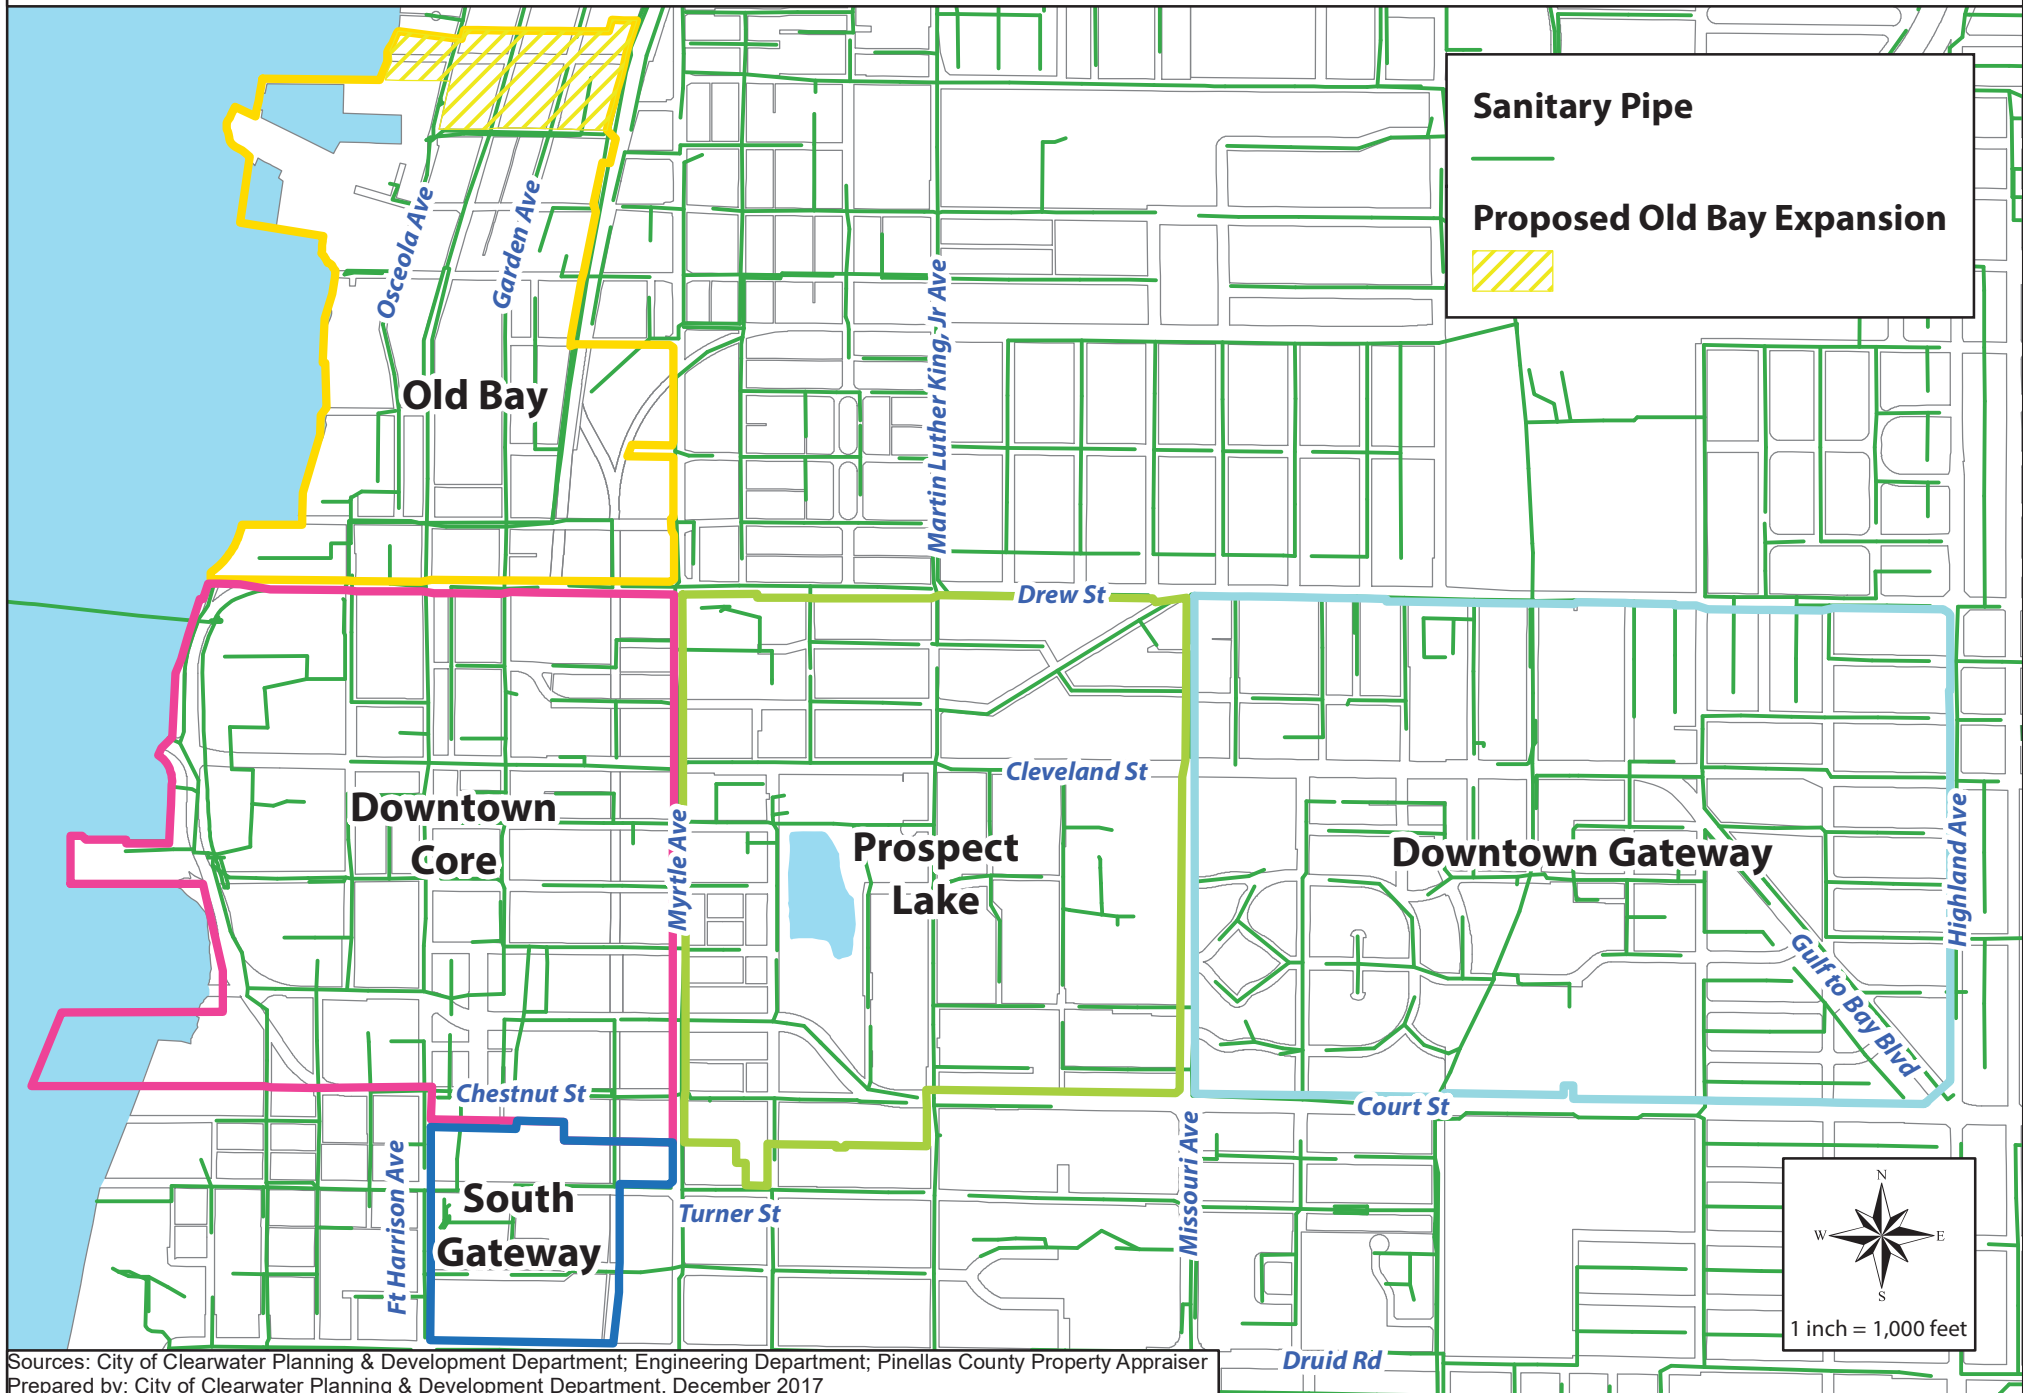 Sanitary Pipe
Proposed Old Bay Expansion
Osceola Ave
Garden Ave
Martin Luther King, Jr Ave
Old Bay
Drew St
Cleveland St
Downtown
Core
Myrtle Ave
Prospect
Lake
Downtown Gateway
Highland Ave
Gulf to Bay Blvd
Chestnut St
Court St
Ft Harrison Ave
South
Gateway
Turner St
Missouri Ave
Druid Rd
N
W
E
S
1 inch = 1,000 feet
Sources: City of Clearwater Planning & Development Department; Engineering Department; Pinellas County Property Appraiser
Prepared by: City of Clearwater Planning & Development Department, December 2017